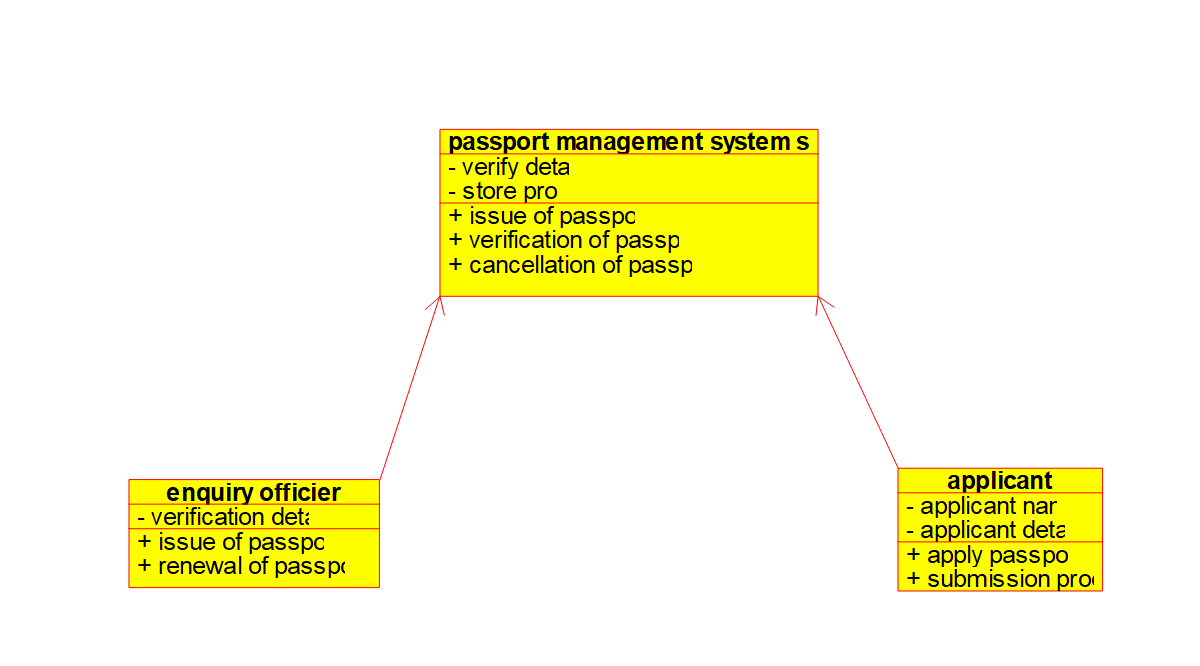 passport management system s
- verify deta
- store pro
+ issue of passpo
+ verification of passp
+ cancellation of passp
enquiry officier
- verification deta
+ issue of passpo
+ renewal of passpo
applicant
- applicant nar
- applicant deta
+ apply passpo
+ submission proc